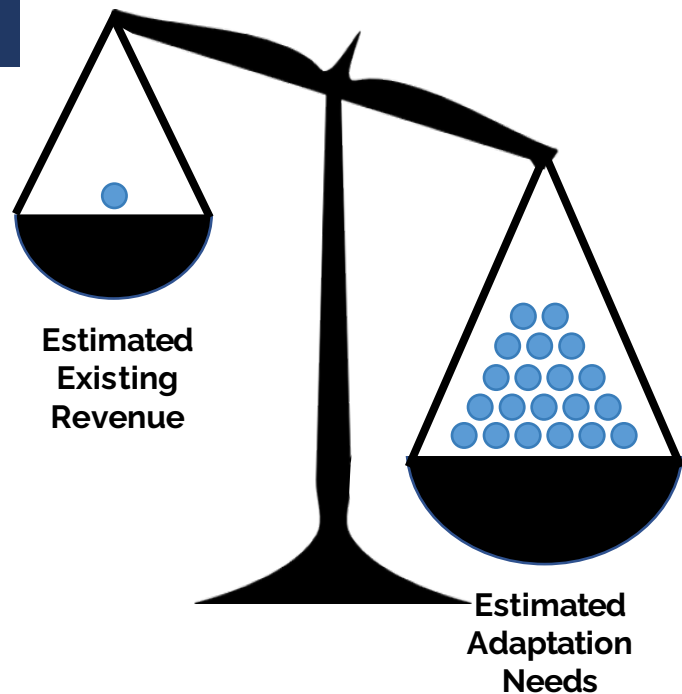 Estimated
Existing
Revenue
Estimated
Adaptation
Needs